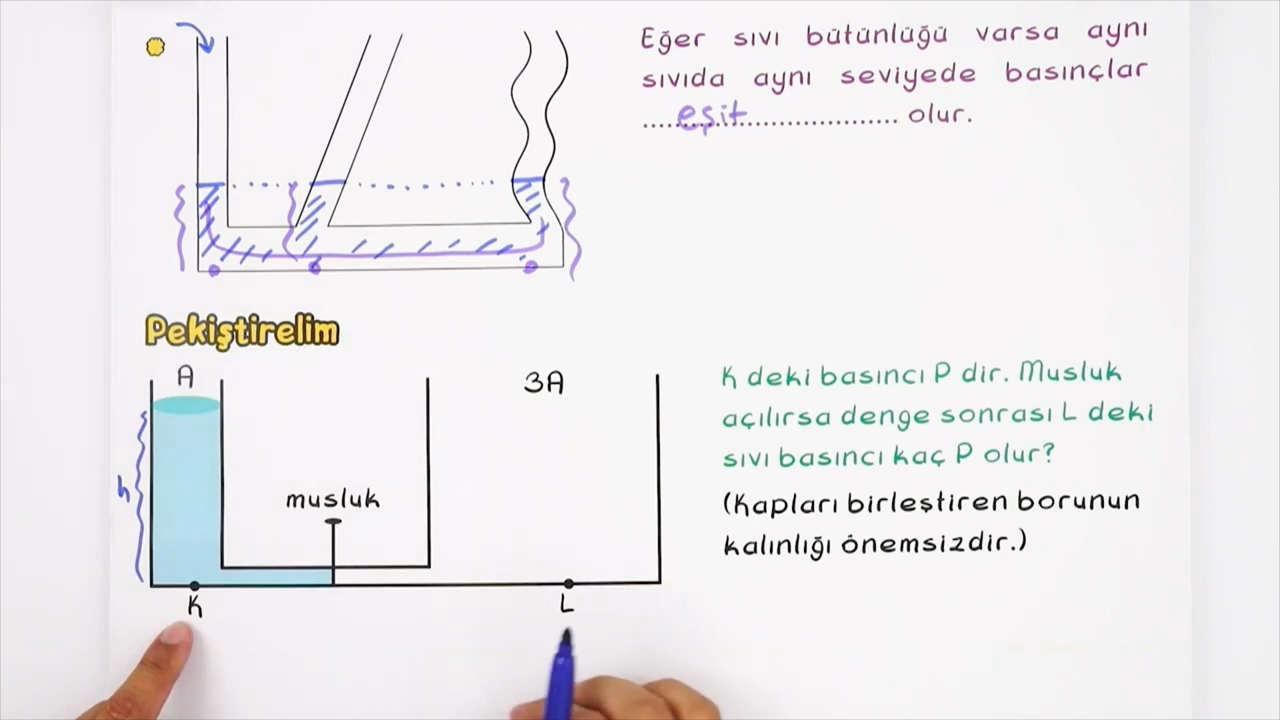 Eğer sıvı bütünlüğü varsa aynı
sıvıda aynı seviyede basınçlar
....eşit.................... olur.
Pekiştirelim
A
3A
h
musluk
K
L
K deki basıncı P dir. Musluk
açılırsa denge sonrası L deki
sıvı basıncı kaç P olur?
(Kapları birleştiren borunun
kalınlığı önemsizdir.)